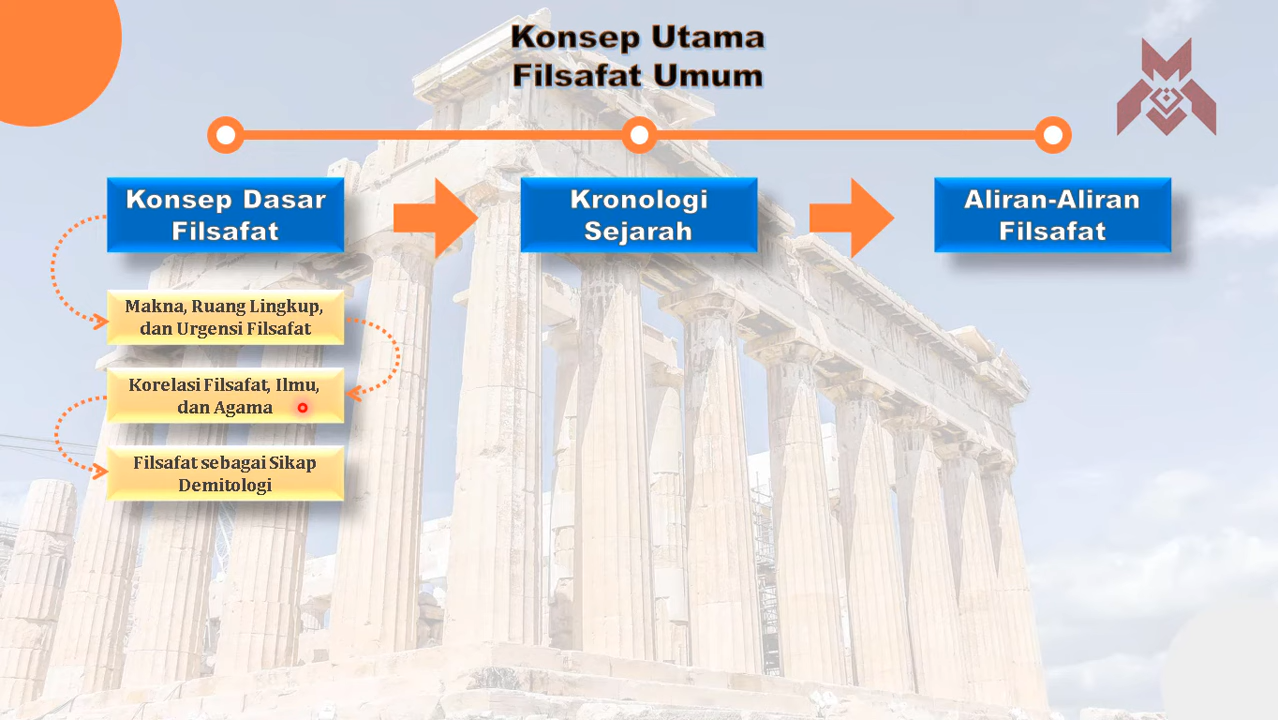 Konsep Utama
Filsafat Umum
Konsep Dasar
Filsafat
Kronologi
Sejarah
Aliran-Aliran
Filsafat
Makna, Ruang Lingkup,
dan Urgensi Filsafat
Korelasi Filsafat, Ilmu,
dan Agama
Filsafat sebagai Sikap
Demitologi